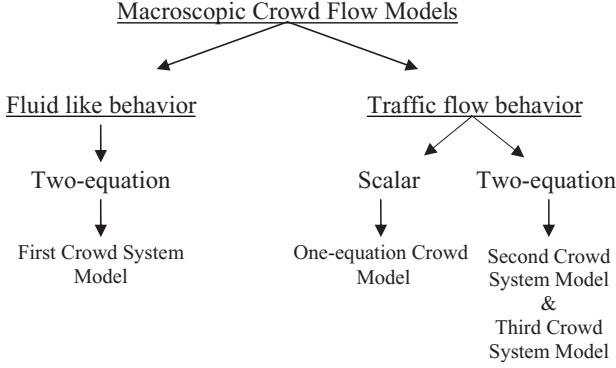 Macroscopic Crowd Flow Models
Fluid like behavior
Traffic flow behavior
Two-equation
Scalar
Two-equation
First Crowd System
Model
One-equation Crowd
Model
Second Crowd
System Model
&
Third Crowd
System Model